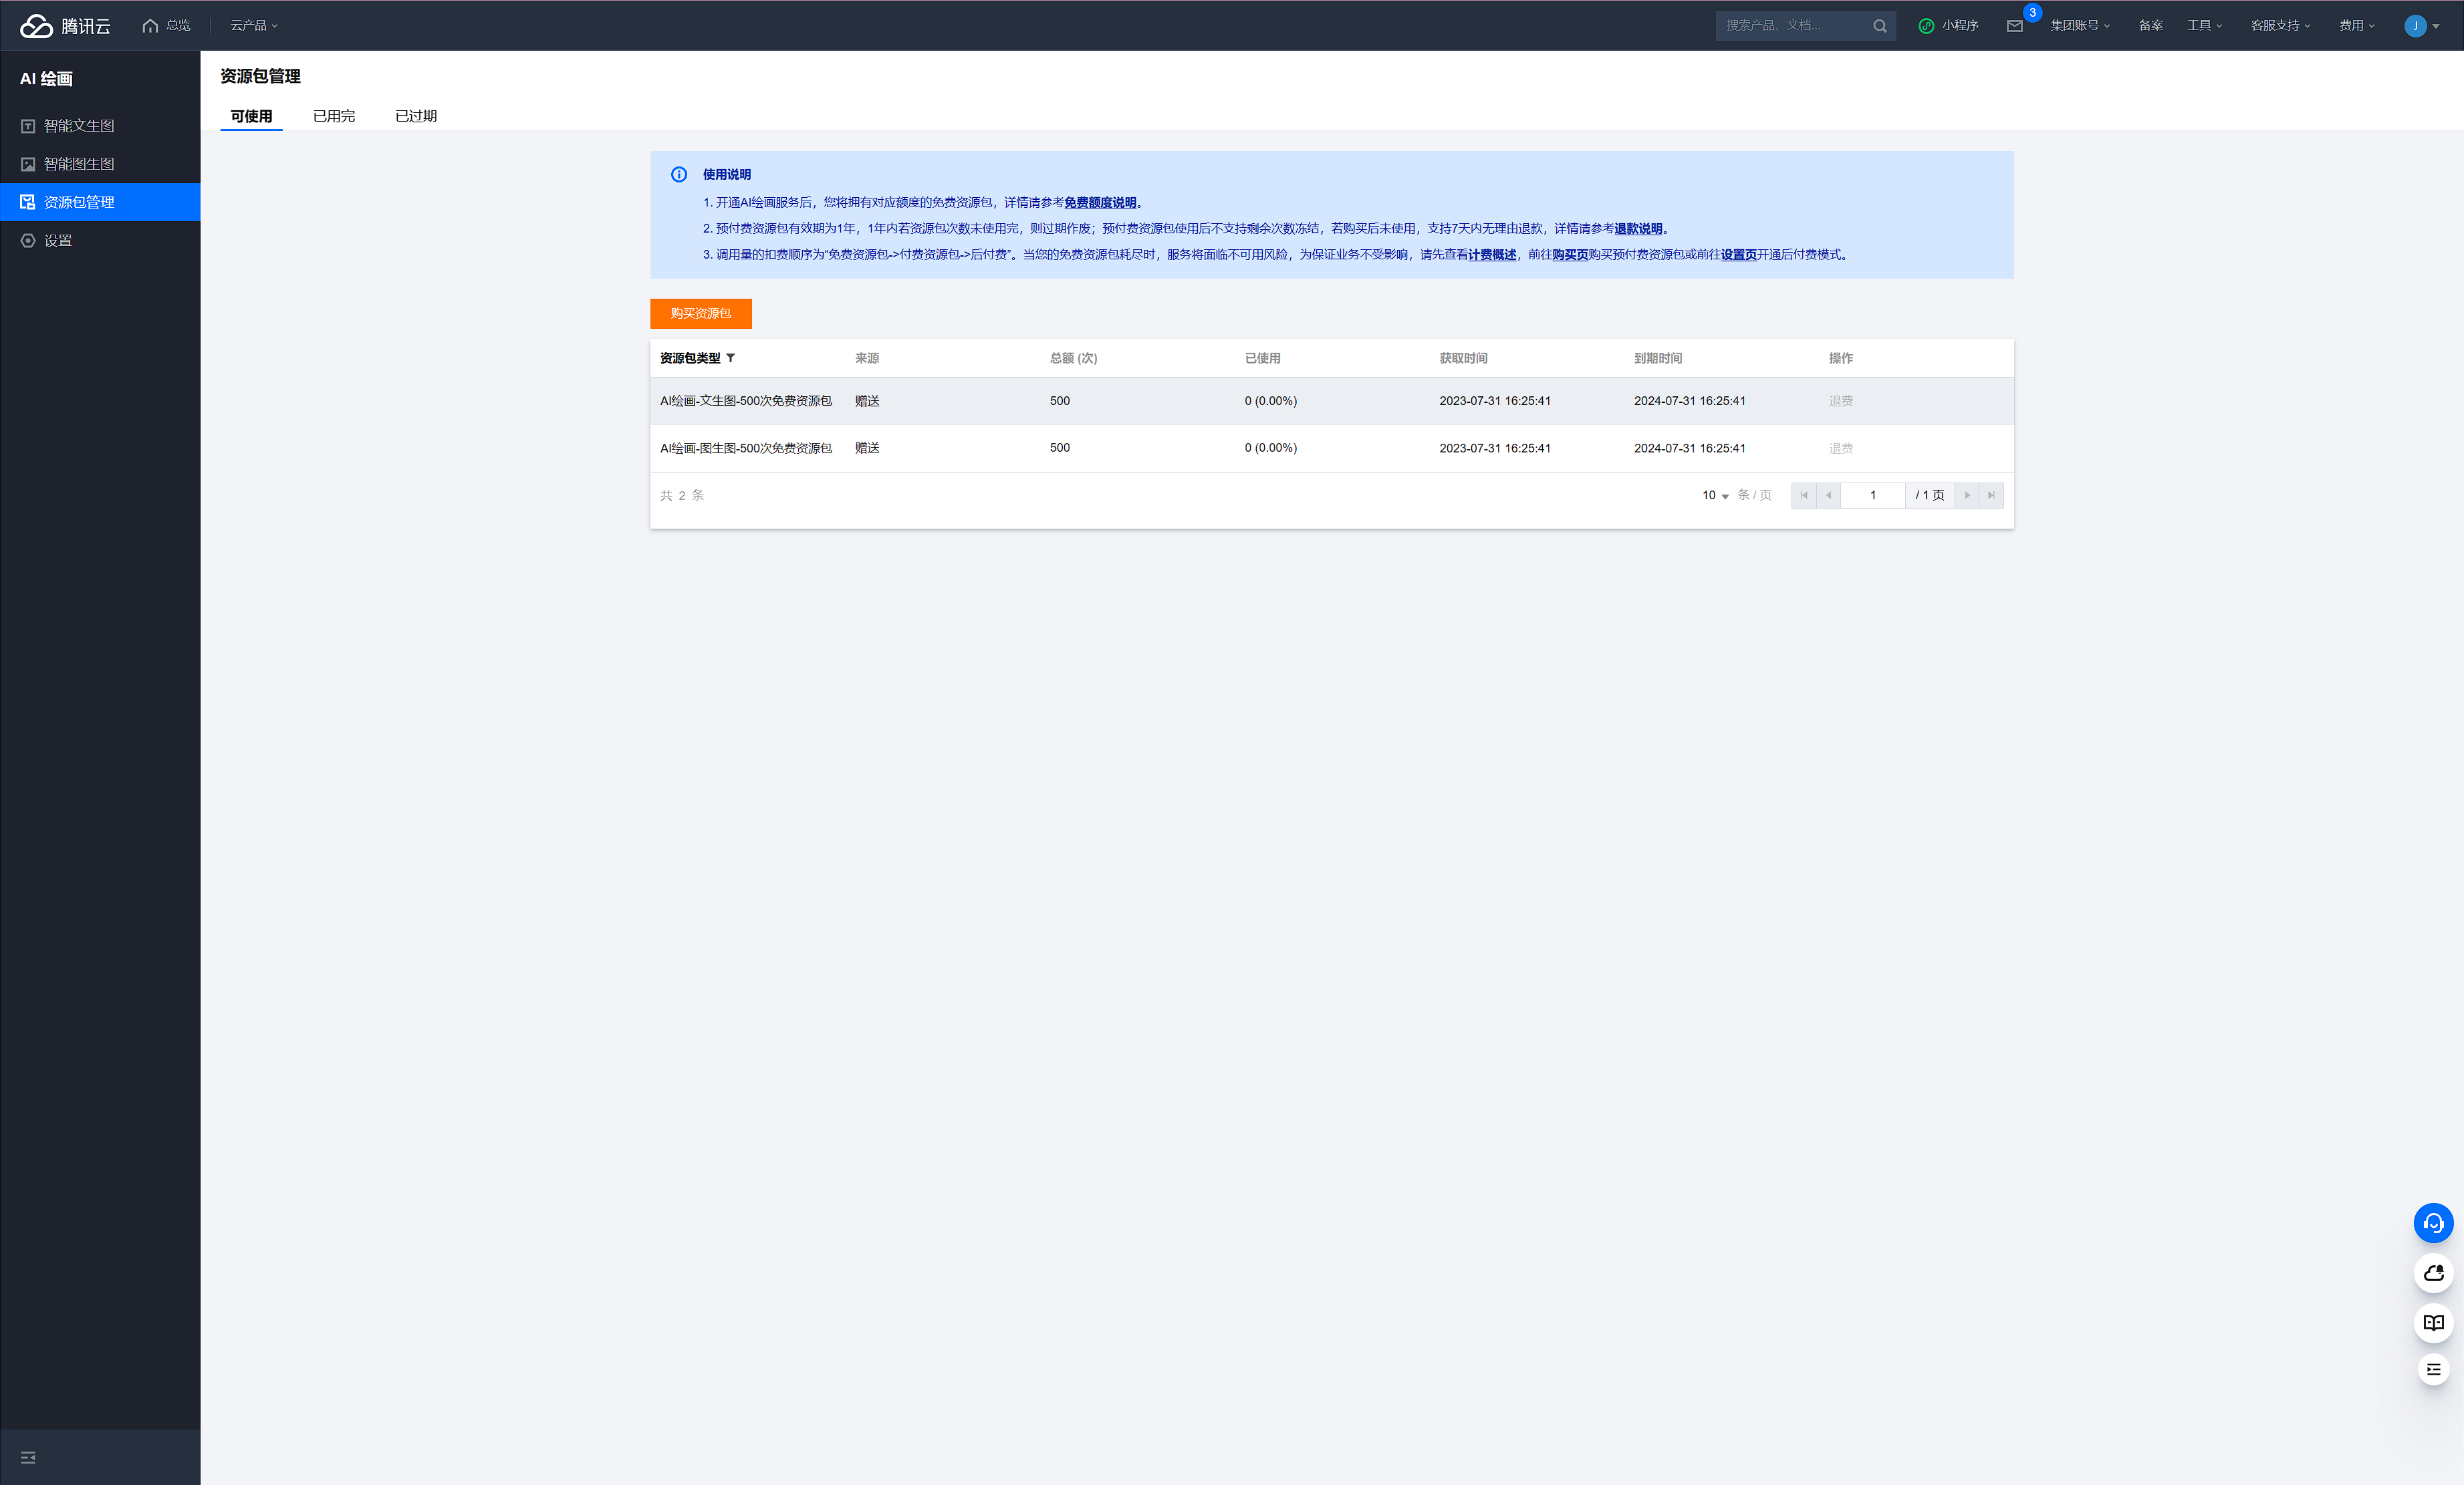 腾讯云 总览 云产品 搜索产品、文档... 小程序 3 集团账号 备案 工具 客服支持 费用 J
AI 绘画
智能文生图
智能图生图
资源包管理
设置
资源包管理
可使用 已用完 已过期
使用说明
1. 开通AI绘画服务后，您将拥有对应额度的免费资源包，详情请参考免费额度说明。
2. 预付费资源包有效期为1年，1年内若资源包次数未使用完，则过期作废；预付费资源包使用后不支持剩余次数冻结，若购买后未使用，支持7天内无理由退款，详情请参考退款说明。
3. 调用量的扣费顺序为“免费资源包->付费资源包->后付费”。当您的免费资源包耗尽时，服务将面临不可用风险，为保证业务不受影响，请先查看计费概述，前往购买页购买预付费资源包或前往设置页开通后付费模式。
购买资源包
资源包类型 来源 总额 (次) 已使用 获取时间 到期时间 操作
AI绘画-文生图-500次免费资源包 赠送 500 0 (0.00%) 2023-07-31 16:25:41 2024-07-31 16:25:41 退费
AI绘画-图生图-500次免费资源包 赠送 500 0 (0.00%) 2023-07-31 16:25:41 2024-07-31 16:25:41 退费
共 2 条 10 条 / 页 1 / 1 页